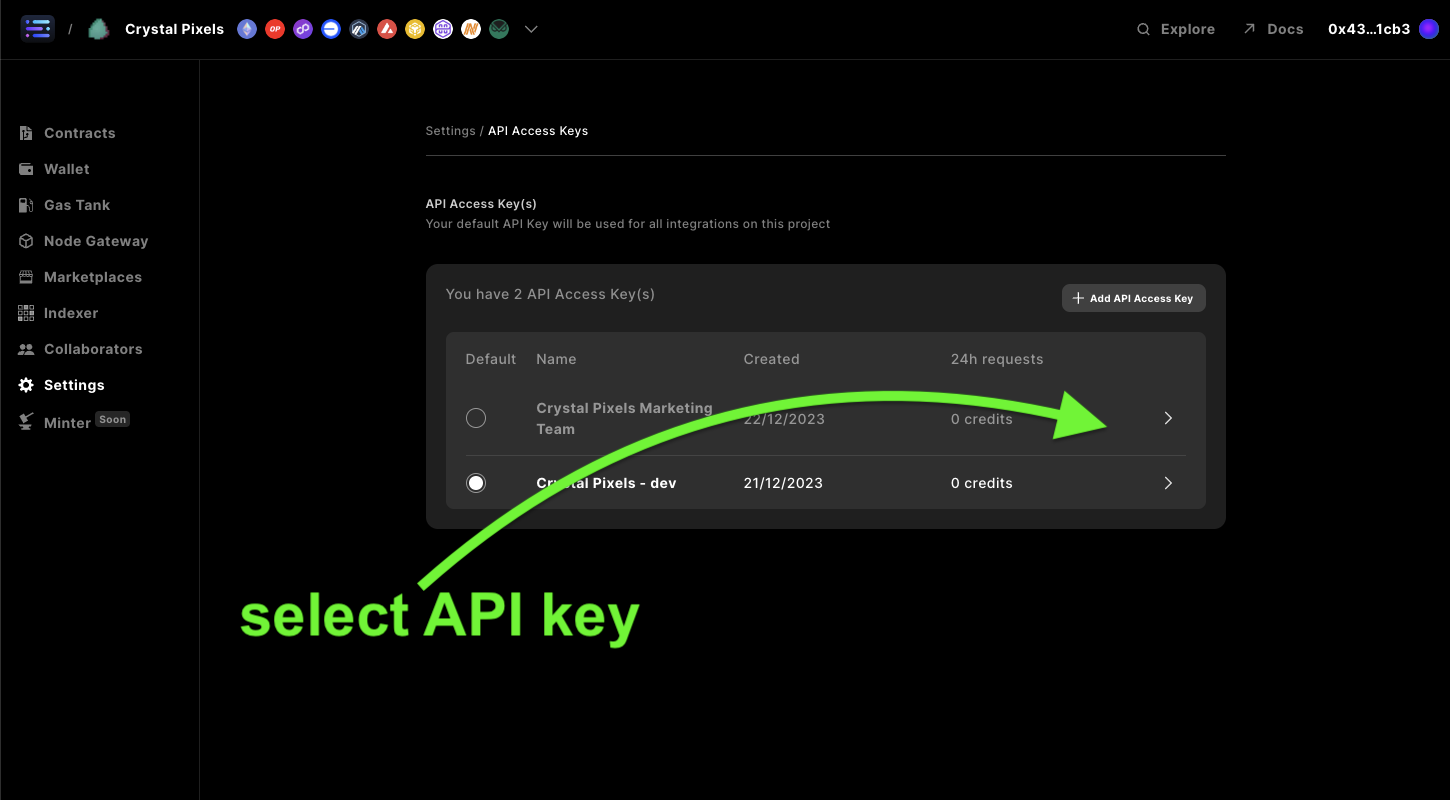 / Crystal Pixels OP Explore Docs 0x43...1cb3
Contracts
Wallet
Gas Tank
Node Gateway
Marketplaces
Indexer
Collaborators
Settings
Minter Soon
Settings / API Access Keys
API Access Key(s)
Your default API Key will be used for all integrations on this project
You have 2 API Access Key(s)
Add API Access Key
Default Name Created 24h requests
Crystal Pixels Marketing
Team
22/12/2023 0 credits
Crystal Pixels - dev 21/12/2023 0 credits
select API key